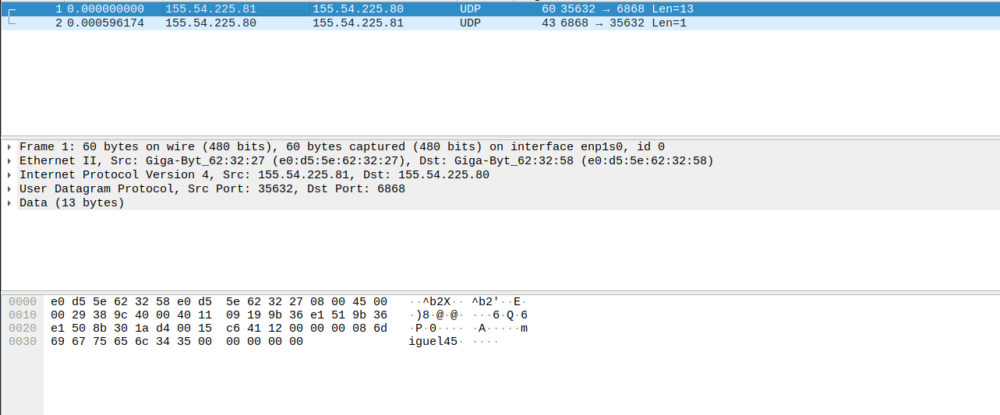 1 0.000000000 155.54.225.81 155.54.225.80 UDP 60 35632 → 6868 Len=13
2 0.000596174 155.54.225.80 155.54.225.81 UDP 43 6868 → 35632 Len=1
Frame 1: 60 bytes on wire (480 bits), 60 bytes captured (480 bits) on interface enp1s0, id 0
Ethernet II, Src: Giga-Byt_62:32:27 (e0:d5:5e:62:32:27), Dst: Giga-Byt_62:32:58 (e0:d5:5e:62:32:58)
Internet Protocol Version 4, Src: 155.54.225.81, Dst: 155.54.225.80
User Datagram Protocol, Src Port: 35632, Dst Port: 6868
Data (13 bytes)
0000 e0 d5 5e 62 32 58 e0 d5 5e 62 32 27 08 00 45 00 ··^b2X·· ^b2'··E·
0010 00 29 38 9c 40 00 40 11 09 19 9b 36 e1 51 9b 36 ·)8·@·@· ···6·Q·6
0020 e1 50 8b 30 1a d4 00 15 c6 41 12 00 00 00 08 6d ·P·0···· ·A·····m
0030 69 67 75 65 6c 34 35 00 00 00 00 00 iguel45· ····